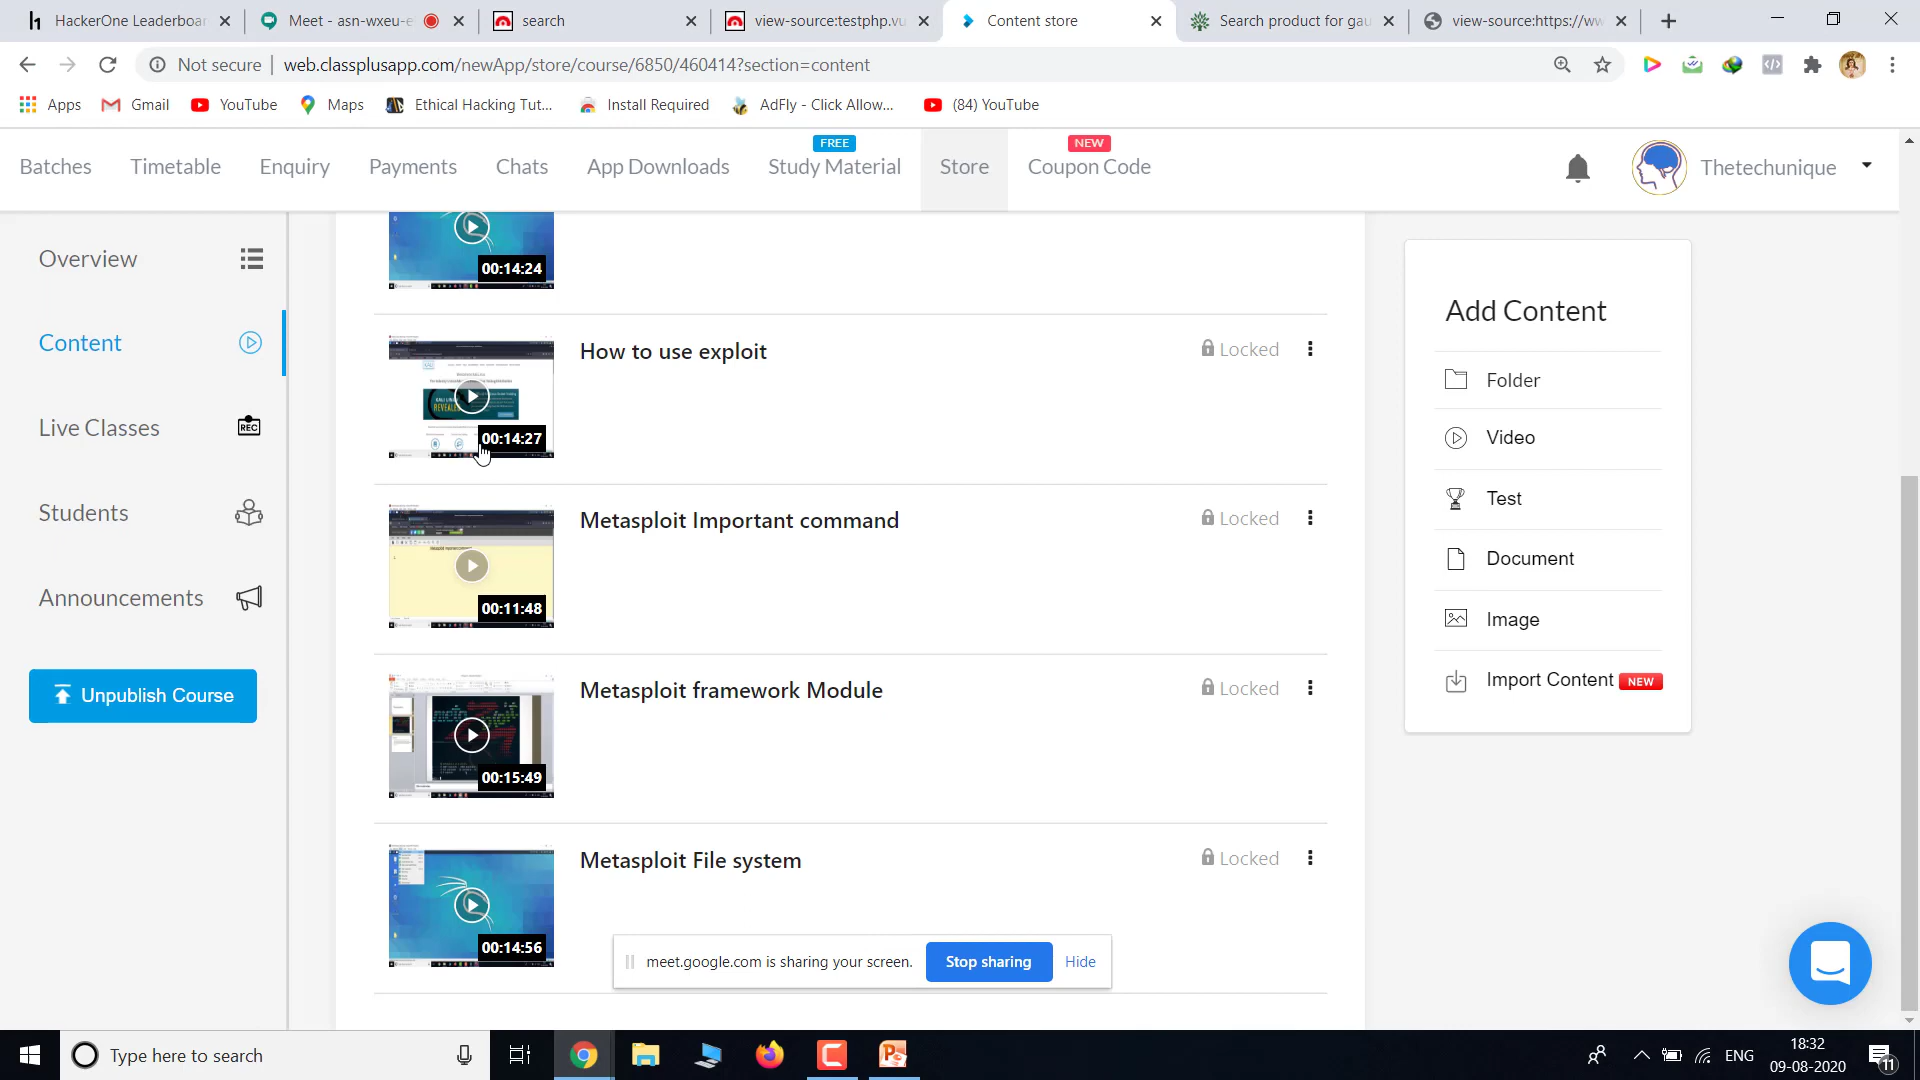 HackerOne Leaderboar
Meet - asn-wxeu-e
search
view-source:testphp.vu
Content store
Search product for gau
view-source:https://ww
Not secure
web.classplusapp.com/newApp/store/course/6850/460414?section=content
Apps
Gmail
YouTube
Maps
Ethical Hacking Tut...
Install Required
AdFly - Click Allow...
(84) YouTube
Batches
Timetable
Enquiry
Payments
Chats
App Downloads
FREE
Study Material
Store
NEW
Coupon Code
Thetechunique
Overview
Content
Live Classes
REC
Students
Announcements
Unpublish Course
00:14:24
How to use exploit
Locked
00:14:27
Metasploit Important command
Locked
00:11:48
Metasploit framework Module
Locked
00:15:49
Metasploit File system
Locked
00:14:56
Add Content
Folder
Video
Test
Document
Image
Import Content NEW
meet.google.com is sharing your screen.
Stop sharing
Hide
Type here to search
ENG
18:32
09-08-2020
11